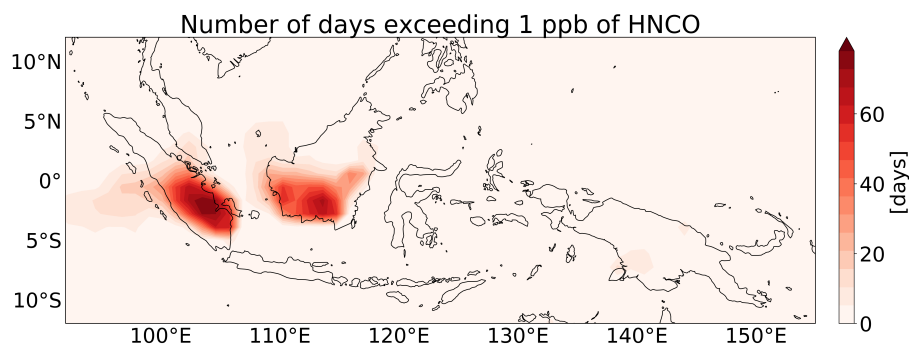 Number of days exceeding 1 ppb of HNCO
10°N
5°N
0°
5°S
10°S
100°E 110°E 120°E 130°E 140°E 150°E
60
40
20
0
[days]